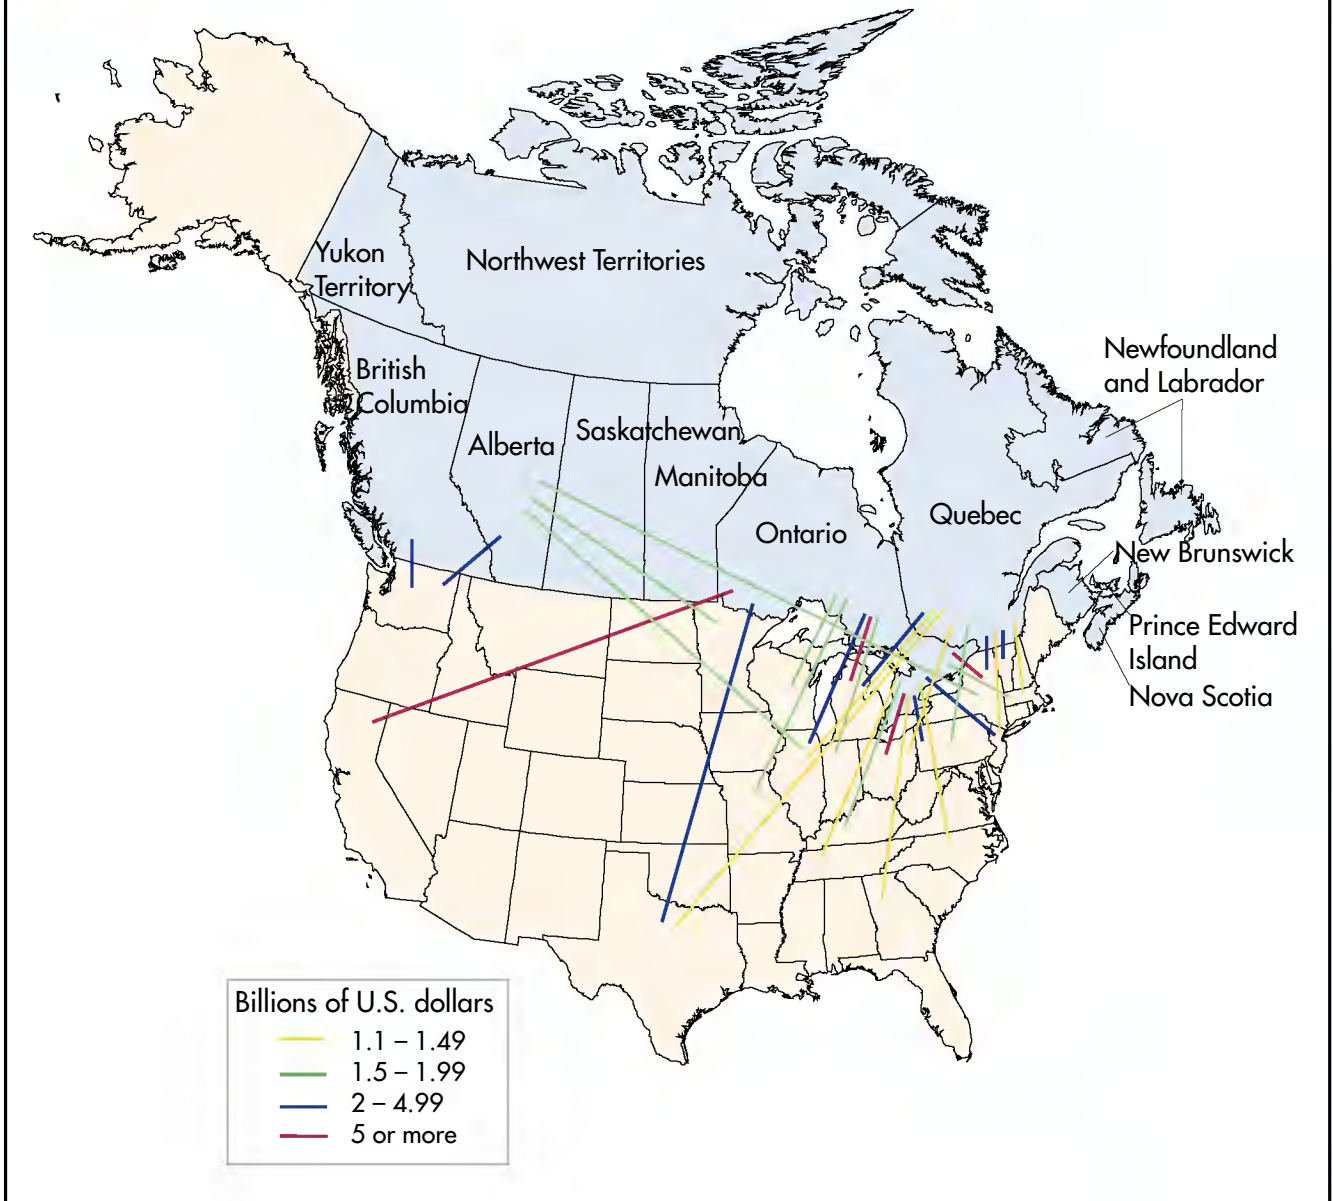 Yukon
Territory
Northwest Territories
British
Columbia
Alberta
Saskatchewan
Manitoba
Ontario
Quebec
Newfoundland
and Labrador
New Brunswick
Prince Edward
Island
Nova Scotia
Billions of U.S. dollars
1.1 – 1.49
1.5 – 1.99
2 – 4.99
5 or more